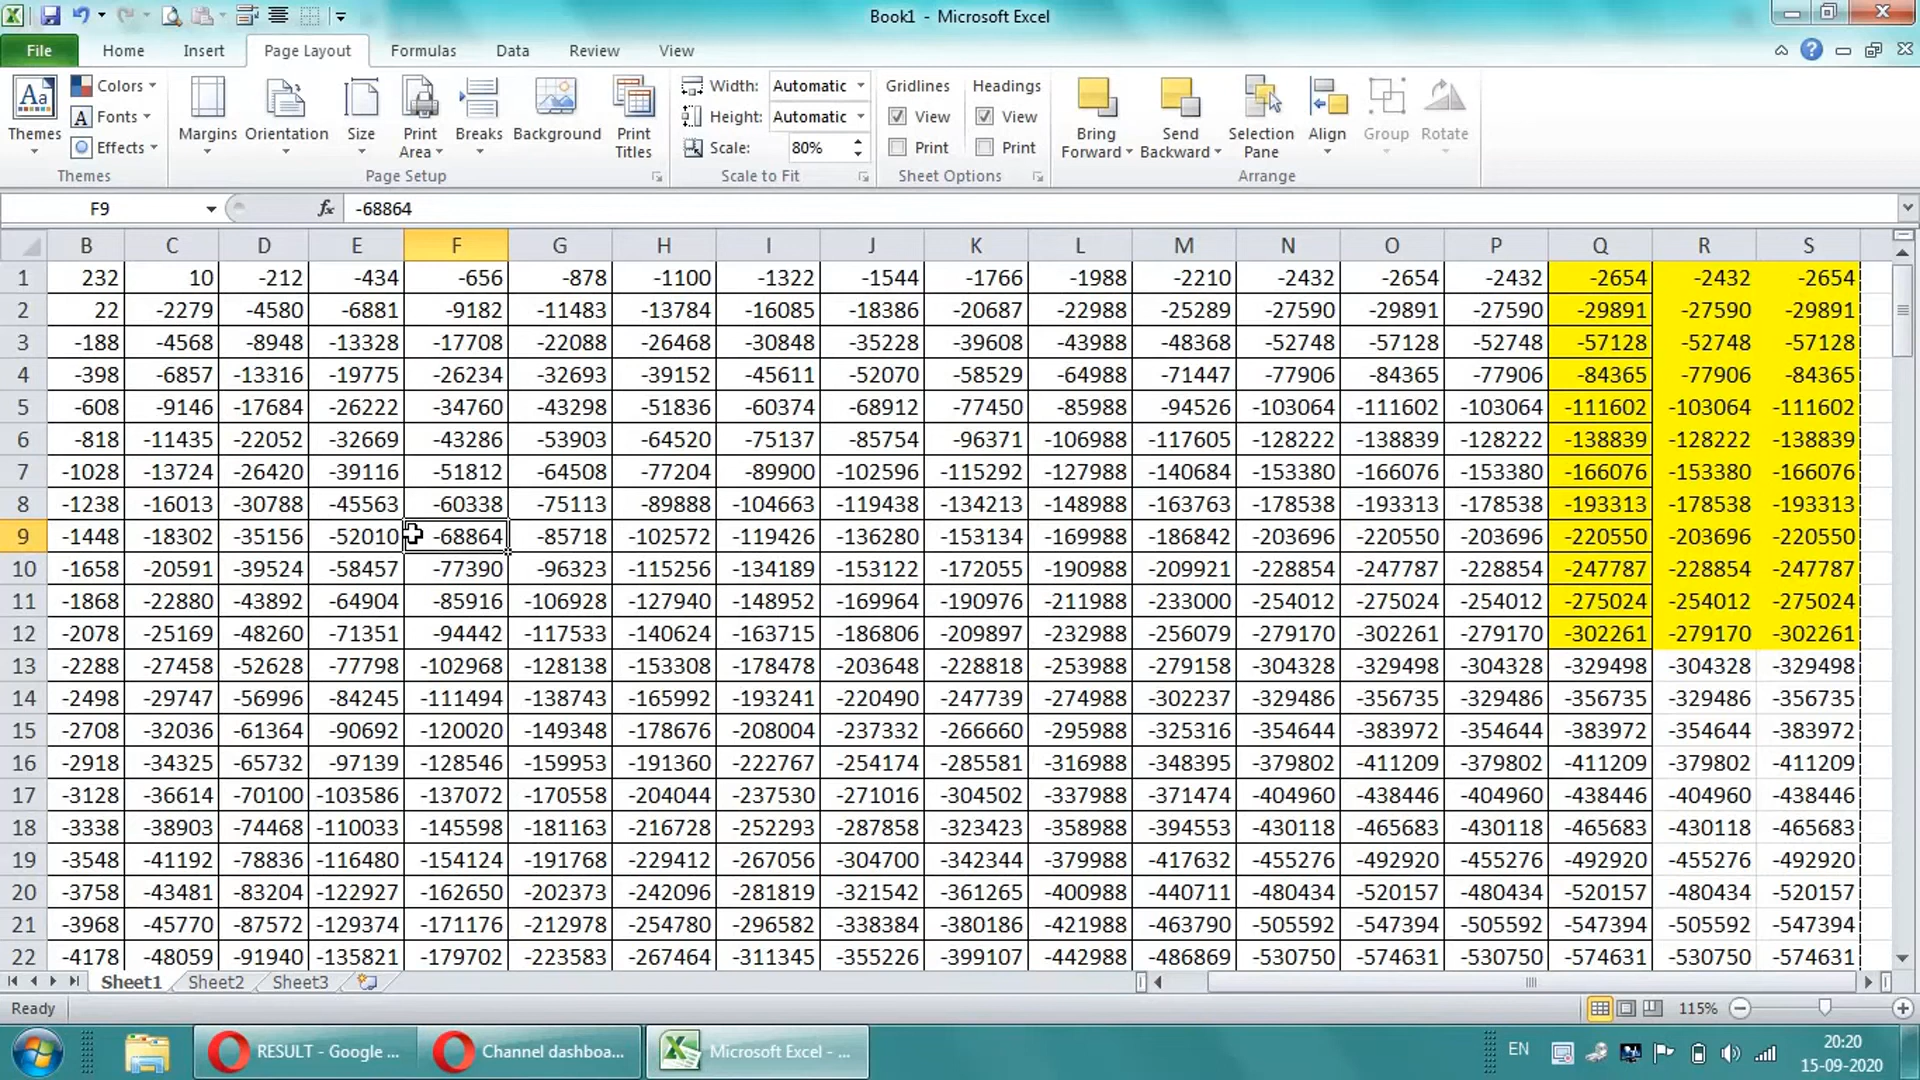 Book1 - Microsoft Excel
File Home Insert Page Layout Formulas Data Review View
Colors Width: Automatic Gridlines Headings
Fonts Height: Automatic View View
Themes Margins Orientation Size Print Area Breaks Background Print Titles Bring Forward Send Backward Selection Pane Align Group Rotate
Effects Scale: 80% Print Print
Themes Page Setup Scale to Fit Sheet Options Arrange
F9 fx -68864
B C D E F G H I J K L M N O P Q R S
1 232 10 -212 -434 -656 -878 -1100 -1322 -1544 -1766 -1988 -2210 -2432 -2654 -2432 -2654 -2432 -2654
2 22 -2279 -4580 -6881 -9182 -11483 -13784 -16085 -18386 -20687 -22988 -25289 -27590 -29891 -27590 -29891 -27590 -29891
3 -188 -4568 -8948 -13328 -17708 -22088 -26468 -30848 -35228 -39608 -43988 -48368 -52748 -57128 -52748 -57128 -52748 -57128
4 -398 -6857 -13316 -19775 -26234 -32693 -39152 -45611 -52070 -58529 -64988 -71447 -77906 -84365 -77906 -84365 -77906 -84365
5 -608 -9146 -17684 -26222 -34760 -43298 -51836 -60374 -68912 -77450 -85988 -94526 -103064 -111602 -103064 -111602 -103064 -111602
6 -818 -11435 -22052 -32669 -43286 -53903 -64520 -75137 -85754 -96371 -106988 -117605 -128222 -138839 -128222 -138839 -128222 -138839
7 -1028 -13724 -26420 -39116 -51812 -64508 -77204 -89900 -102596 -115292 -127988 -140684 -153380 -166076 -153380 -166076 -153380 -166076
8 -1238 -16013 -30788 -45563 -60338 -75113 -89888 -104663 -119438 -134213 -148988 -163763 -178538 -193313 -178538 -193313 -178538 -193313
9 -1448 -18302 -35156 -52010 -68864 -85718 -102572 -119426 -136280 -153134 -169988 -186842 -203696 -220550 -203696 -220550 -203696 -220550
10 -1658 -20591 -39524 -58457 -77390 -96323 -115256 -134189 -153122 -172055 -190988 -209921 -228854 -247787 -228854 -247787 -228854 -247787
11 -1868 -22880 -43892 -64904 -85916 -106928 -127940 -148952 -169964 -190976 -211988 -233000 -254012 -275024 -254012 -275024 -254012 -275024
12 -2078 -25169 -48260 -71351 -94442 -117533 -140624 -163715 -186806 -209897 -232988 -256079 -279170 -302261 -279170 -302261 -279170 -302261
13 -2288 -27458 -52628 -77798 -102968 -128138 -153308 -178478 -203648 -228818 -253988 -279158 -304328 -329498 -304328 -329498 -304328 -329498
14 -2498 -29747 -56996 -84245 -111494 -138743 -165992 -193241 -220490 -247739 -274988 -302237 -329486 -356735 -329486 -356735 -329486 -356735
15 -2708 -32036 -61364 -90692 -120020 -149348 -178676 -208004 -237332 -266660 -295988 -325316 -354644 -383972 -354644 -383972 -354644 -383972
16 -2918 -34325 -65732 -97139 -128546 -159953 -191360 -222767 -254174 -285581 -316988 -348395 -379802 -411209 -379802 -411209 -379802 -411209
17 -3128 -36614 -70100 -103586 -137072 -170558 -204044 -237530 -271016 -304502 -337988 -371474 -404960 -438446 -404960 -438446 -404960 -438446
18 -3338 -38903 -74468 -110033 -145598 -181163 -216728 -252293 -287858 -323423 -358988 -394553 -430118 -465683 -430118 -465683 -430118 -465683
19 -3548 -41192 -78836 -116480 -154124 -191768 -229412 -267056 -304700 -342344 -379988 -417632 -455276 -492920 -455276 -492920 -455276 -492920
20 -3758 -43481 -83204 -122927 -162650 -202373 -242096 -281819 -321542 -361265 -400988 -440711 -480434 -520157 -480434 -520157 -480434 -520157
21 -3968 -45770 -87572 -129374 -171176 -212978 -254780 -296582 -338384 -380186 -421988 -463790 -505592 -547394 -505592 -547394 -505592 -547394
22 -4178 -48059 -91940 -135821 -179702 -223583 -267464 -311345 -355226 -399107 -442988 -486869 -530750 -574631 -530750 -574631 -530750 -574631
Sheet1 Sheet2 Sheet3
Ready 115%
RESULT - Google ... Channel dashboa... Microsoft Excel - ... EN 20:20
15-09-2020